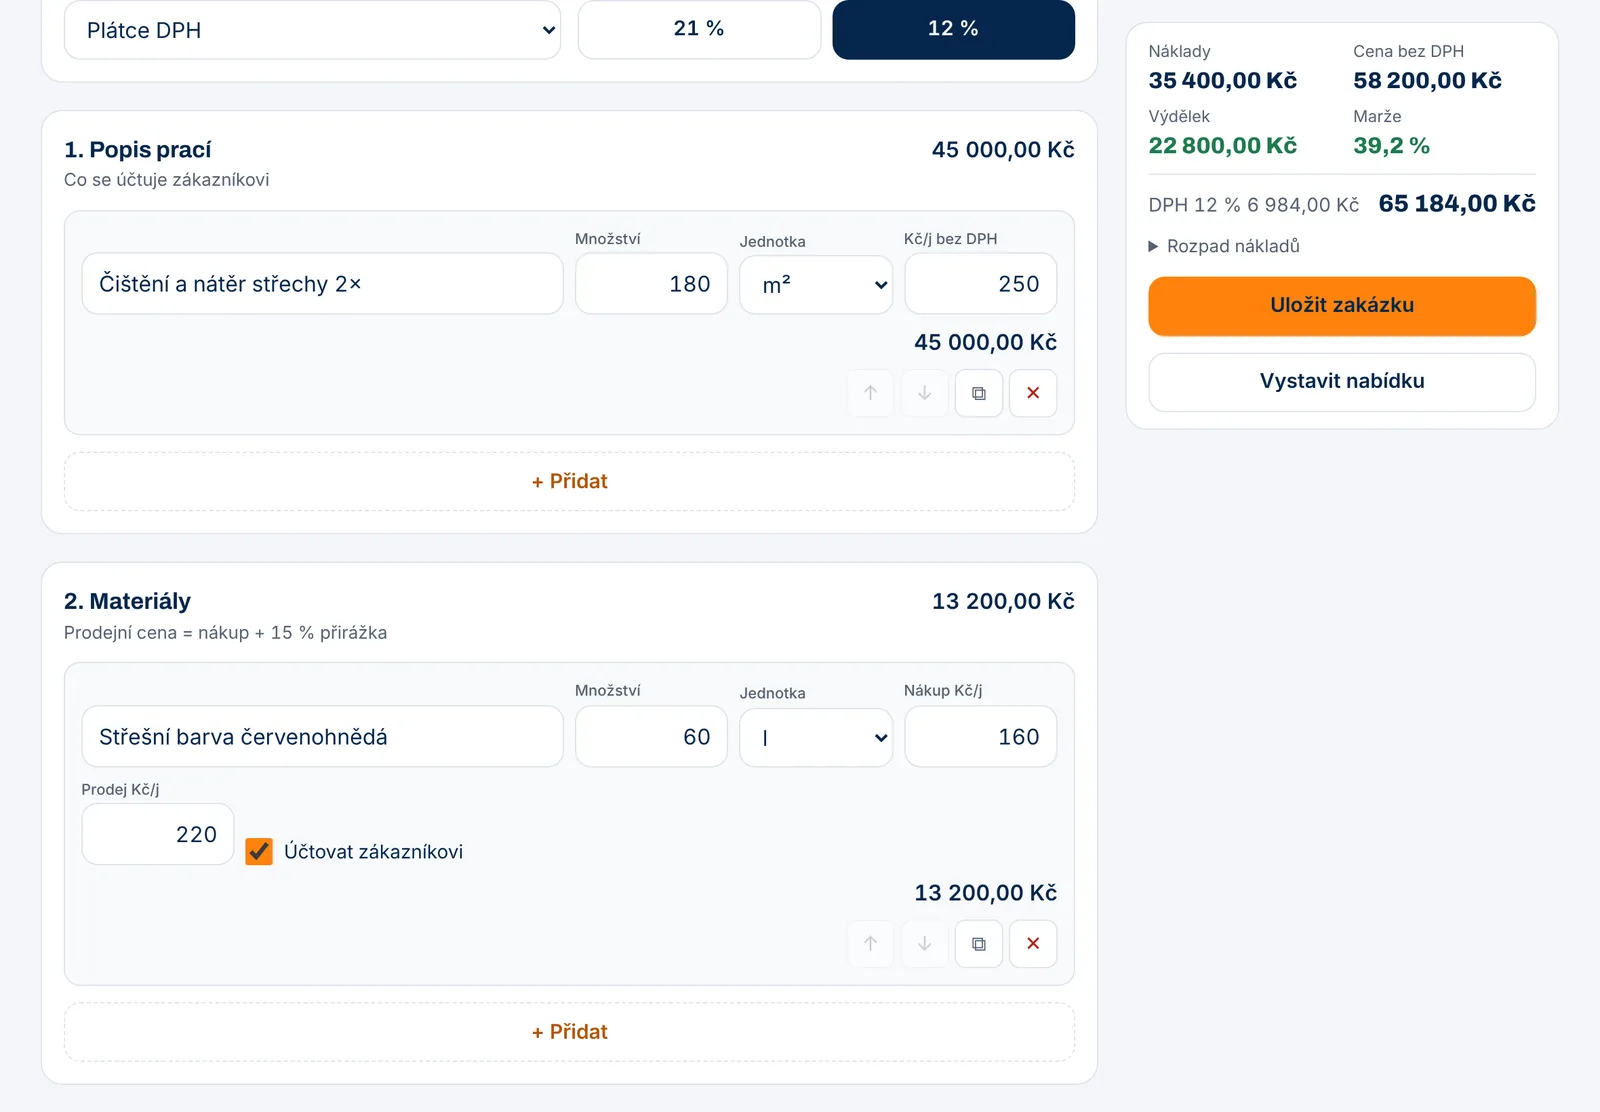 Plátce DPH
21 %
12 %
1. Popis prací
45 000,00 Kč
Co se účtuje zákazníkovi
Množství
Jednotka
Kč/j bez DPH
Čištění a nátěr střechy 2×
180
m²
250
45 000,00 Kč
↑
↓
⧉
✕
+ Přidat
2. Materiály
13 200,00 Kč
Prodejní cena = nákup + 15 % přirážka
Množství
Jednotka
Nákup Kč/j
Střešní barva červenohnědá
60
l
160
Prodej Kč/j
220
Účtovat zákazníkovi
13 200,00 Kč
↑
↓
⧉
✕
+ Přidat
Náklady
Cena bez DPH
35 400,00 Kč
58 200,00 Kč
Výdělek
Marže
22 800,00 Kč
39,2 %
DPH 12 % 6 984,00 Kč
65 184,00 Kč
▶ Rozpad nákladů
Uložit zakázku
Vystavit nabídku